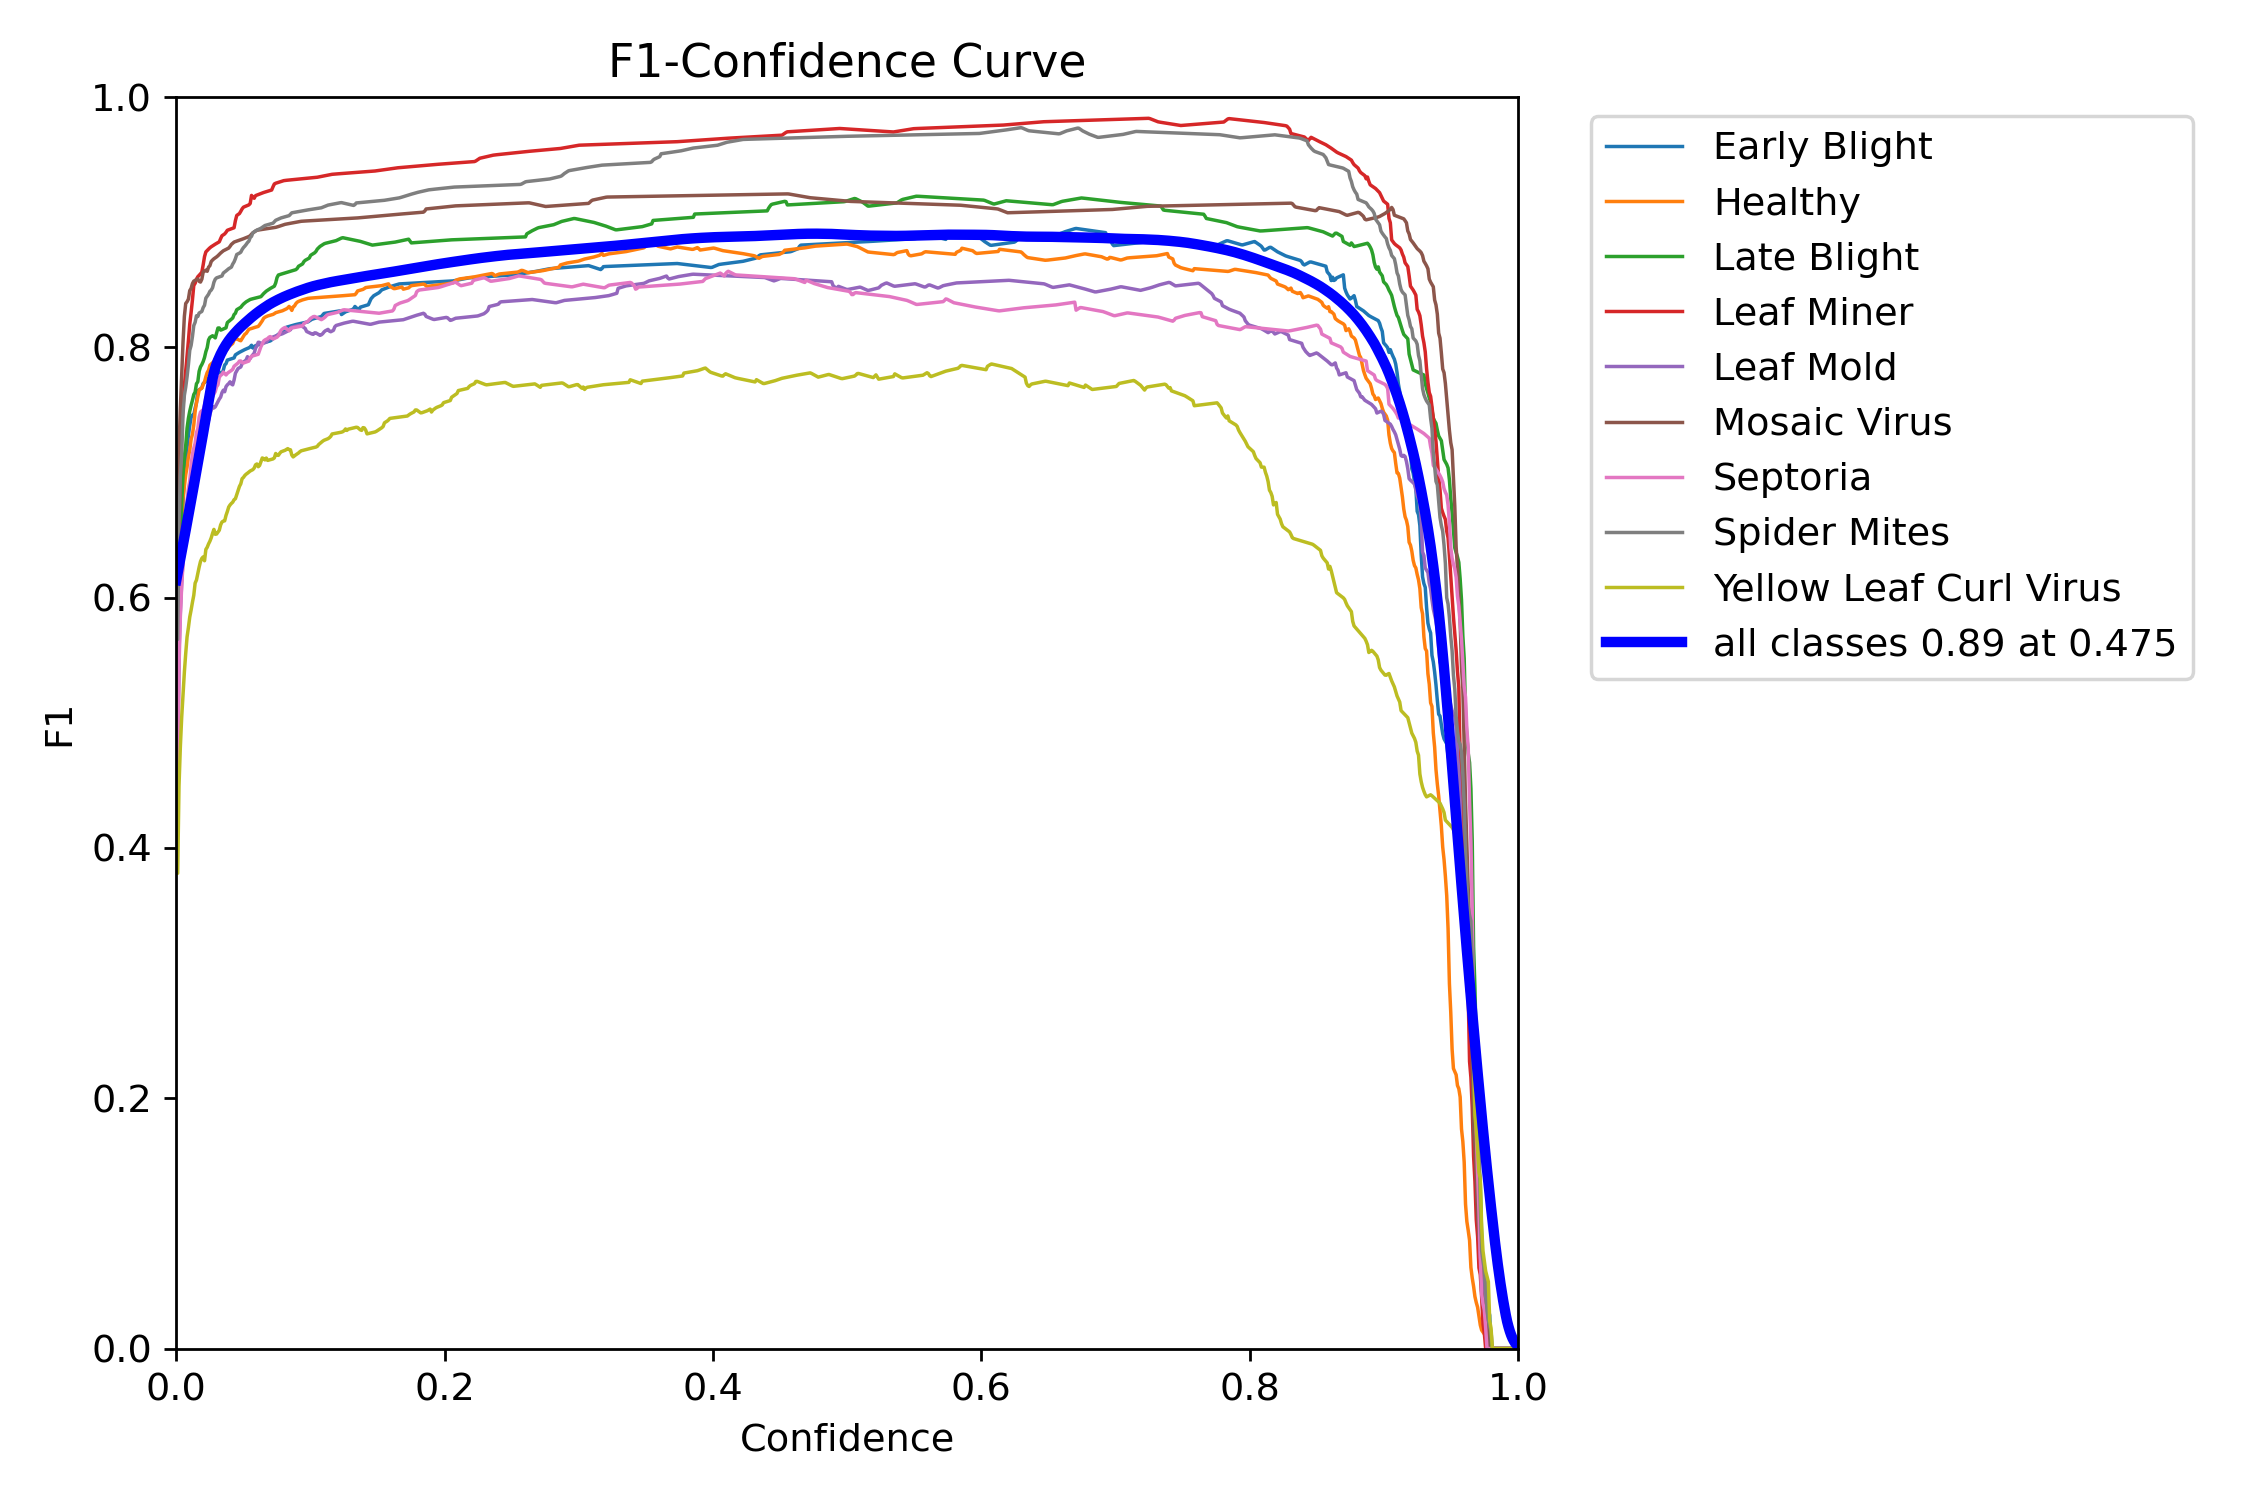 F1-Confidence Curve
1.0
0.8
0.6
0.4
0.2
0.0
F1
0.0 0.2 0.4 0.6 0.8 1.0
Confidence
Early Blight
Healthy
Late Blight
Leaf Miner
Leaf Mold
Mosaic Virus
Septoria
Spider Mites
Yellow Leaf Curl Virus
all classes 0.89 at 0.475